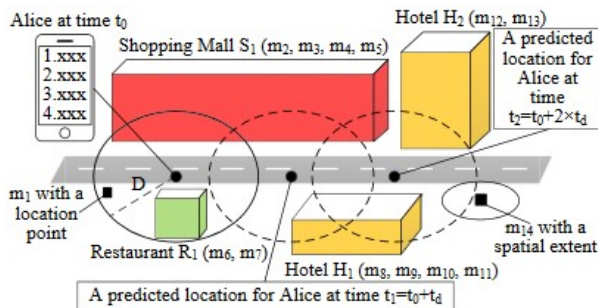 Alice at time t₀
1.xxx
2.xxx
3.xxx
4.xxx
Shopping Mall S₁ (m₂, m₃, m₄, m₅)
Hotel H₂ (m₁₂, m₁₃)
A predicted
location for
Alice at
time
t₂=t₀+2×t_d
m₁ with a
location
point
D
Restaurant R₁ (m₆, m₇)
Hotel H₁ (m₈, m₉, m₁₀, m₁₁)
m₁₄ with a
spatial extent
A predicted location for Alice at time t₁=t₀+t_d